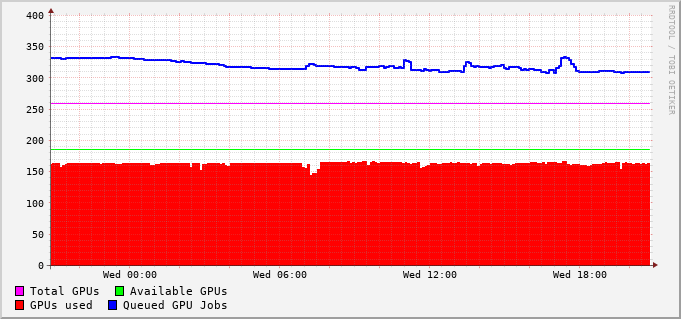 400
350
300
250
200
150
100
50
0
Wed 00:00 Wed 06:00 Wed 12:00 Wed 18:00
Total GPUs Available GPUs
GPUs used Queued GPU Jobs
RRDTOOL / TOBI OETIKER